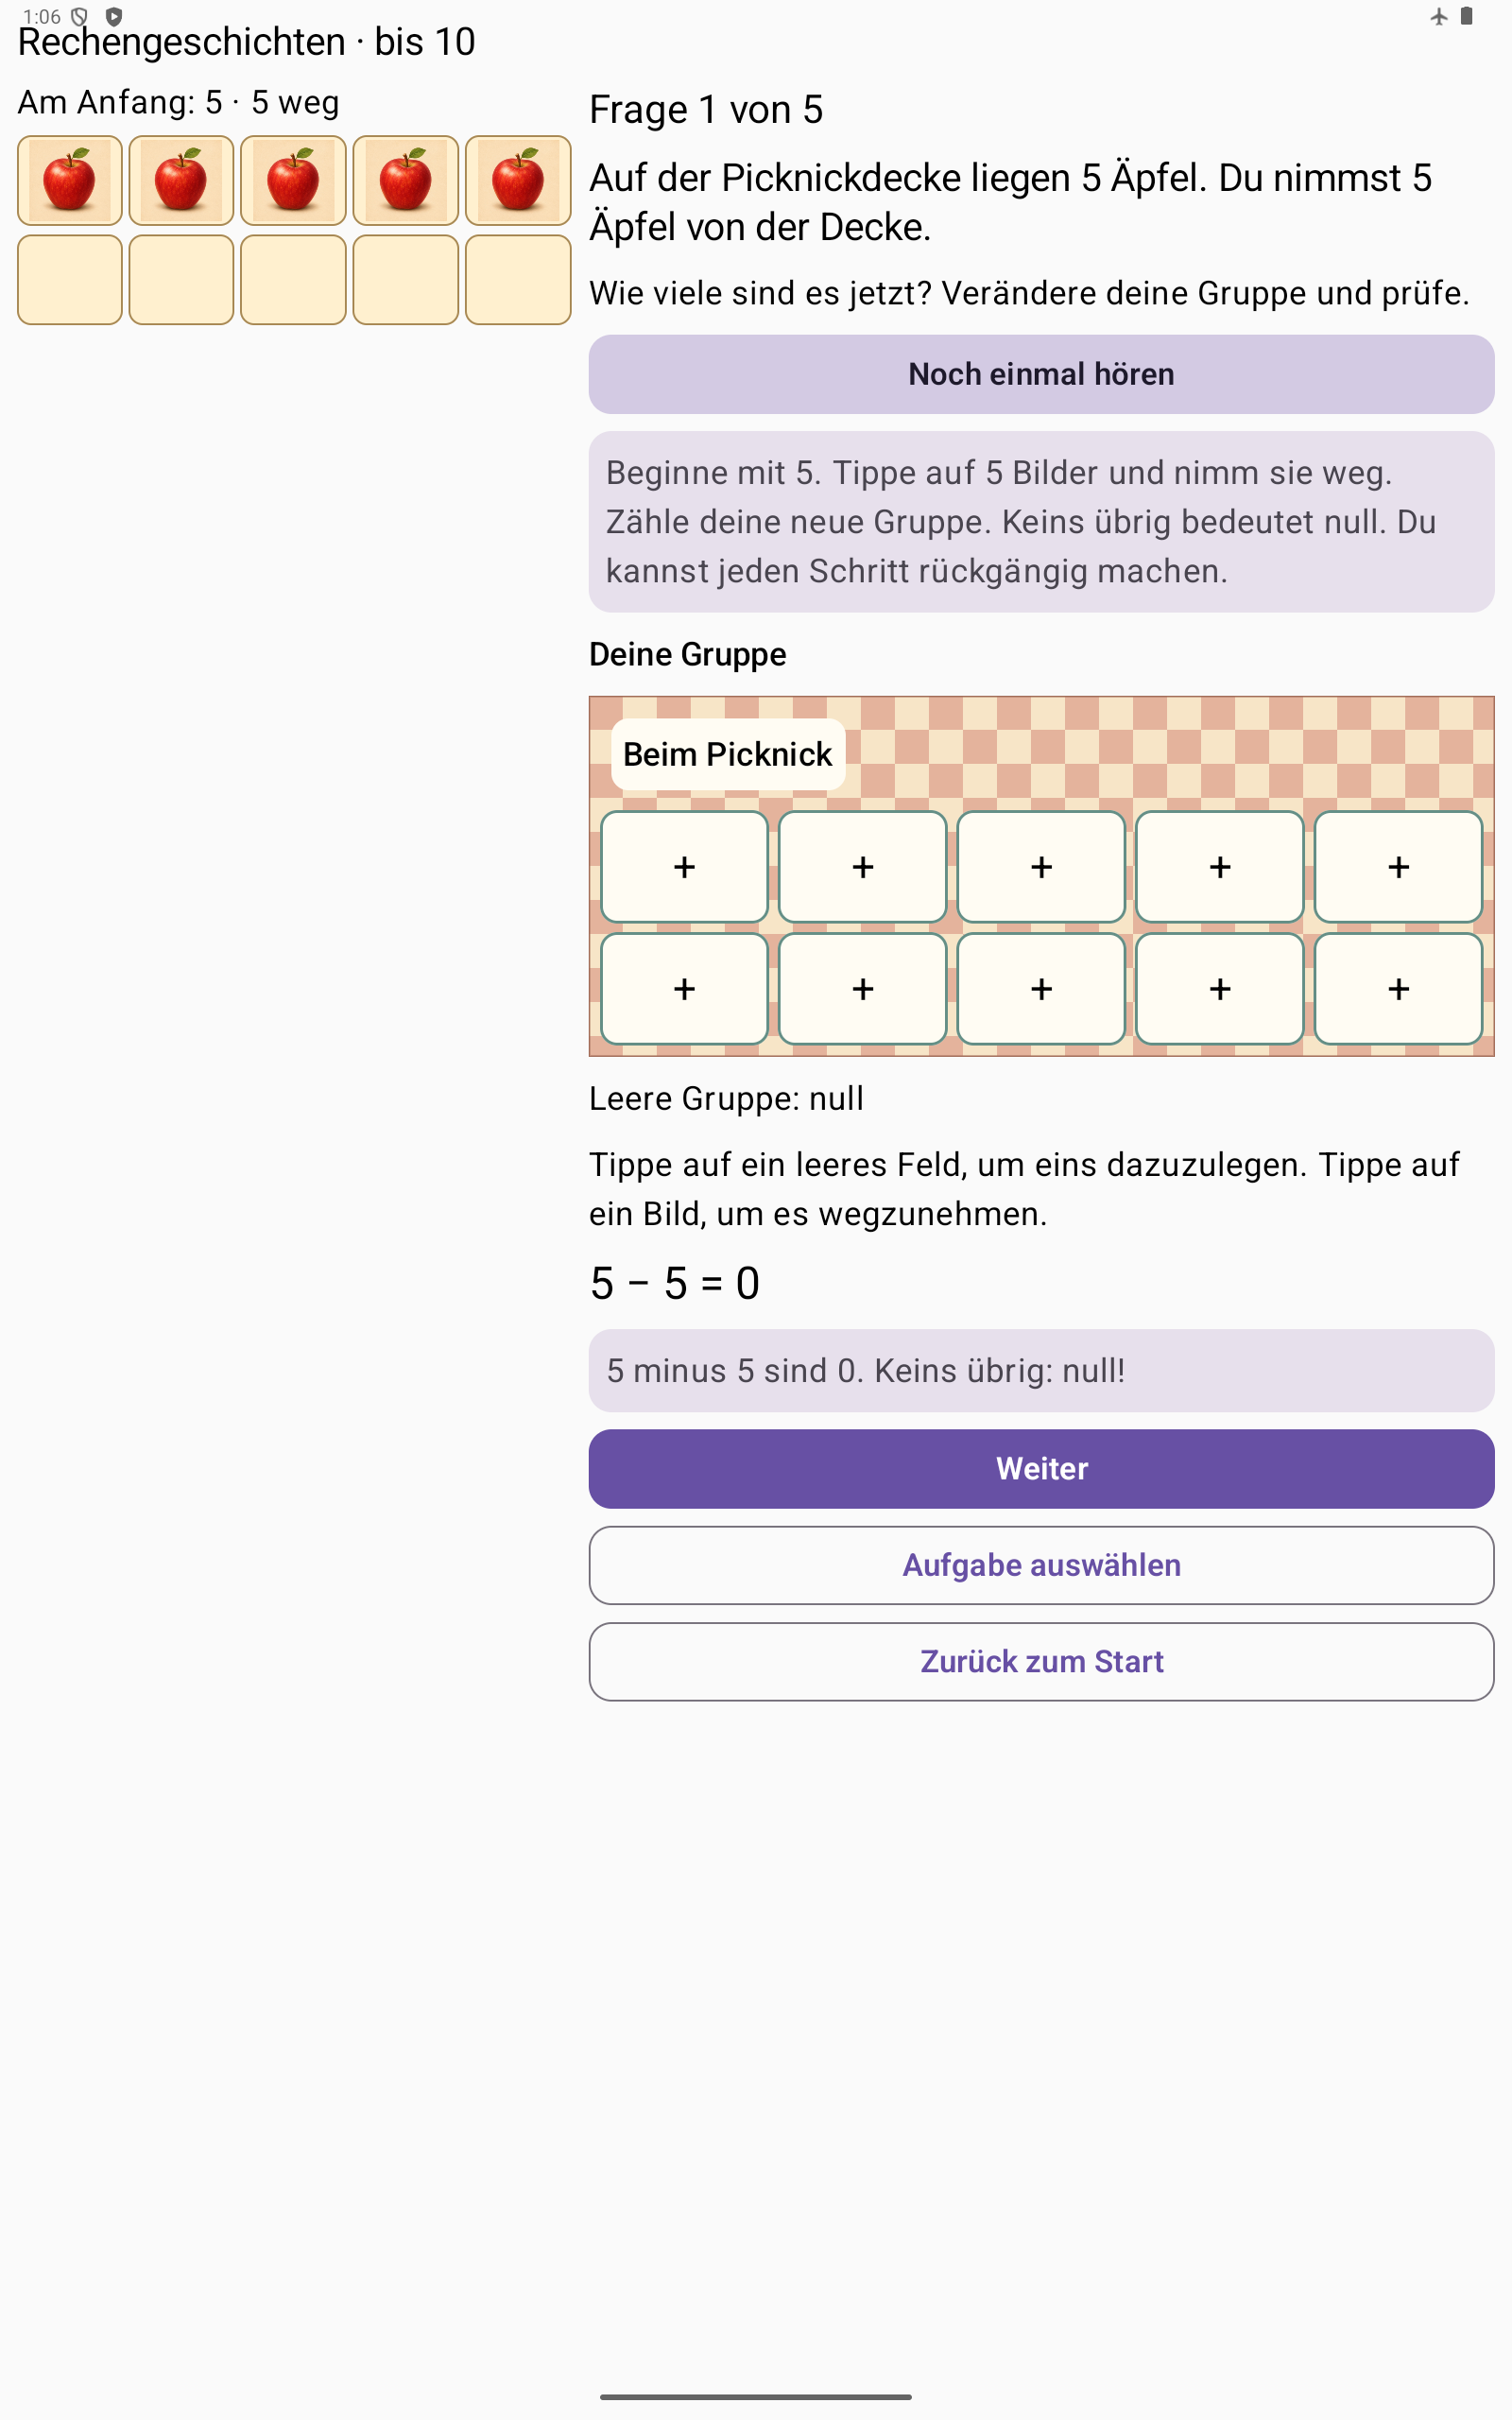 1:06
Rechengeschichten · bis 10
Am Anfang: 5 · 5 weg
Frage 1 von 5
Auf der Picknickdecke liegen 5 Äpfel. Du nimmst 5
Äpfel von der Decke.
Wie viele sind es jetzt? Verändere deine Gruppe und prüfe.
Noch einmal hören
Beginne mit 5. Tippe auf 5 Bilder und nimm sie weg.
Zähle deine neue Gruppe. Keins übrig bedeutet null. Du
kannst jeden Schritt rückgängig machen.
Deine Gruppe
Beim Picknick
+ + + + +
+ + + + +
Leere Gruppe: null
Tippe auf ein leeres Feld, um eins dazuzulegen. Tippe auf
ein Bild, um es wegzunehmen.
5 − 5 = 0
5 minus 5 sind 0. Keins übrig: null!
Weiter
Aufgabe auswählen
Zurück zum Start